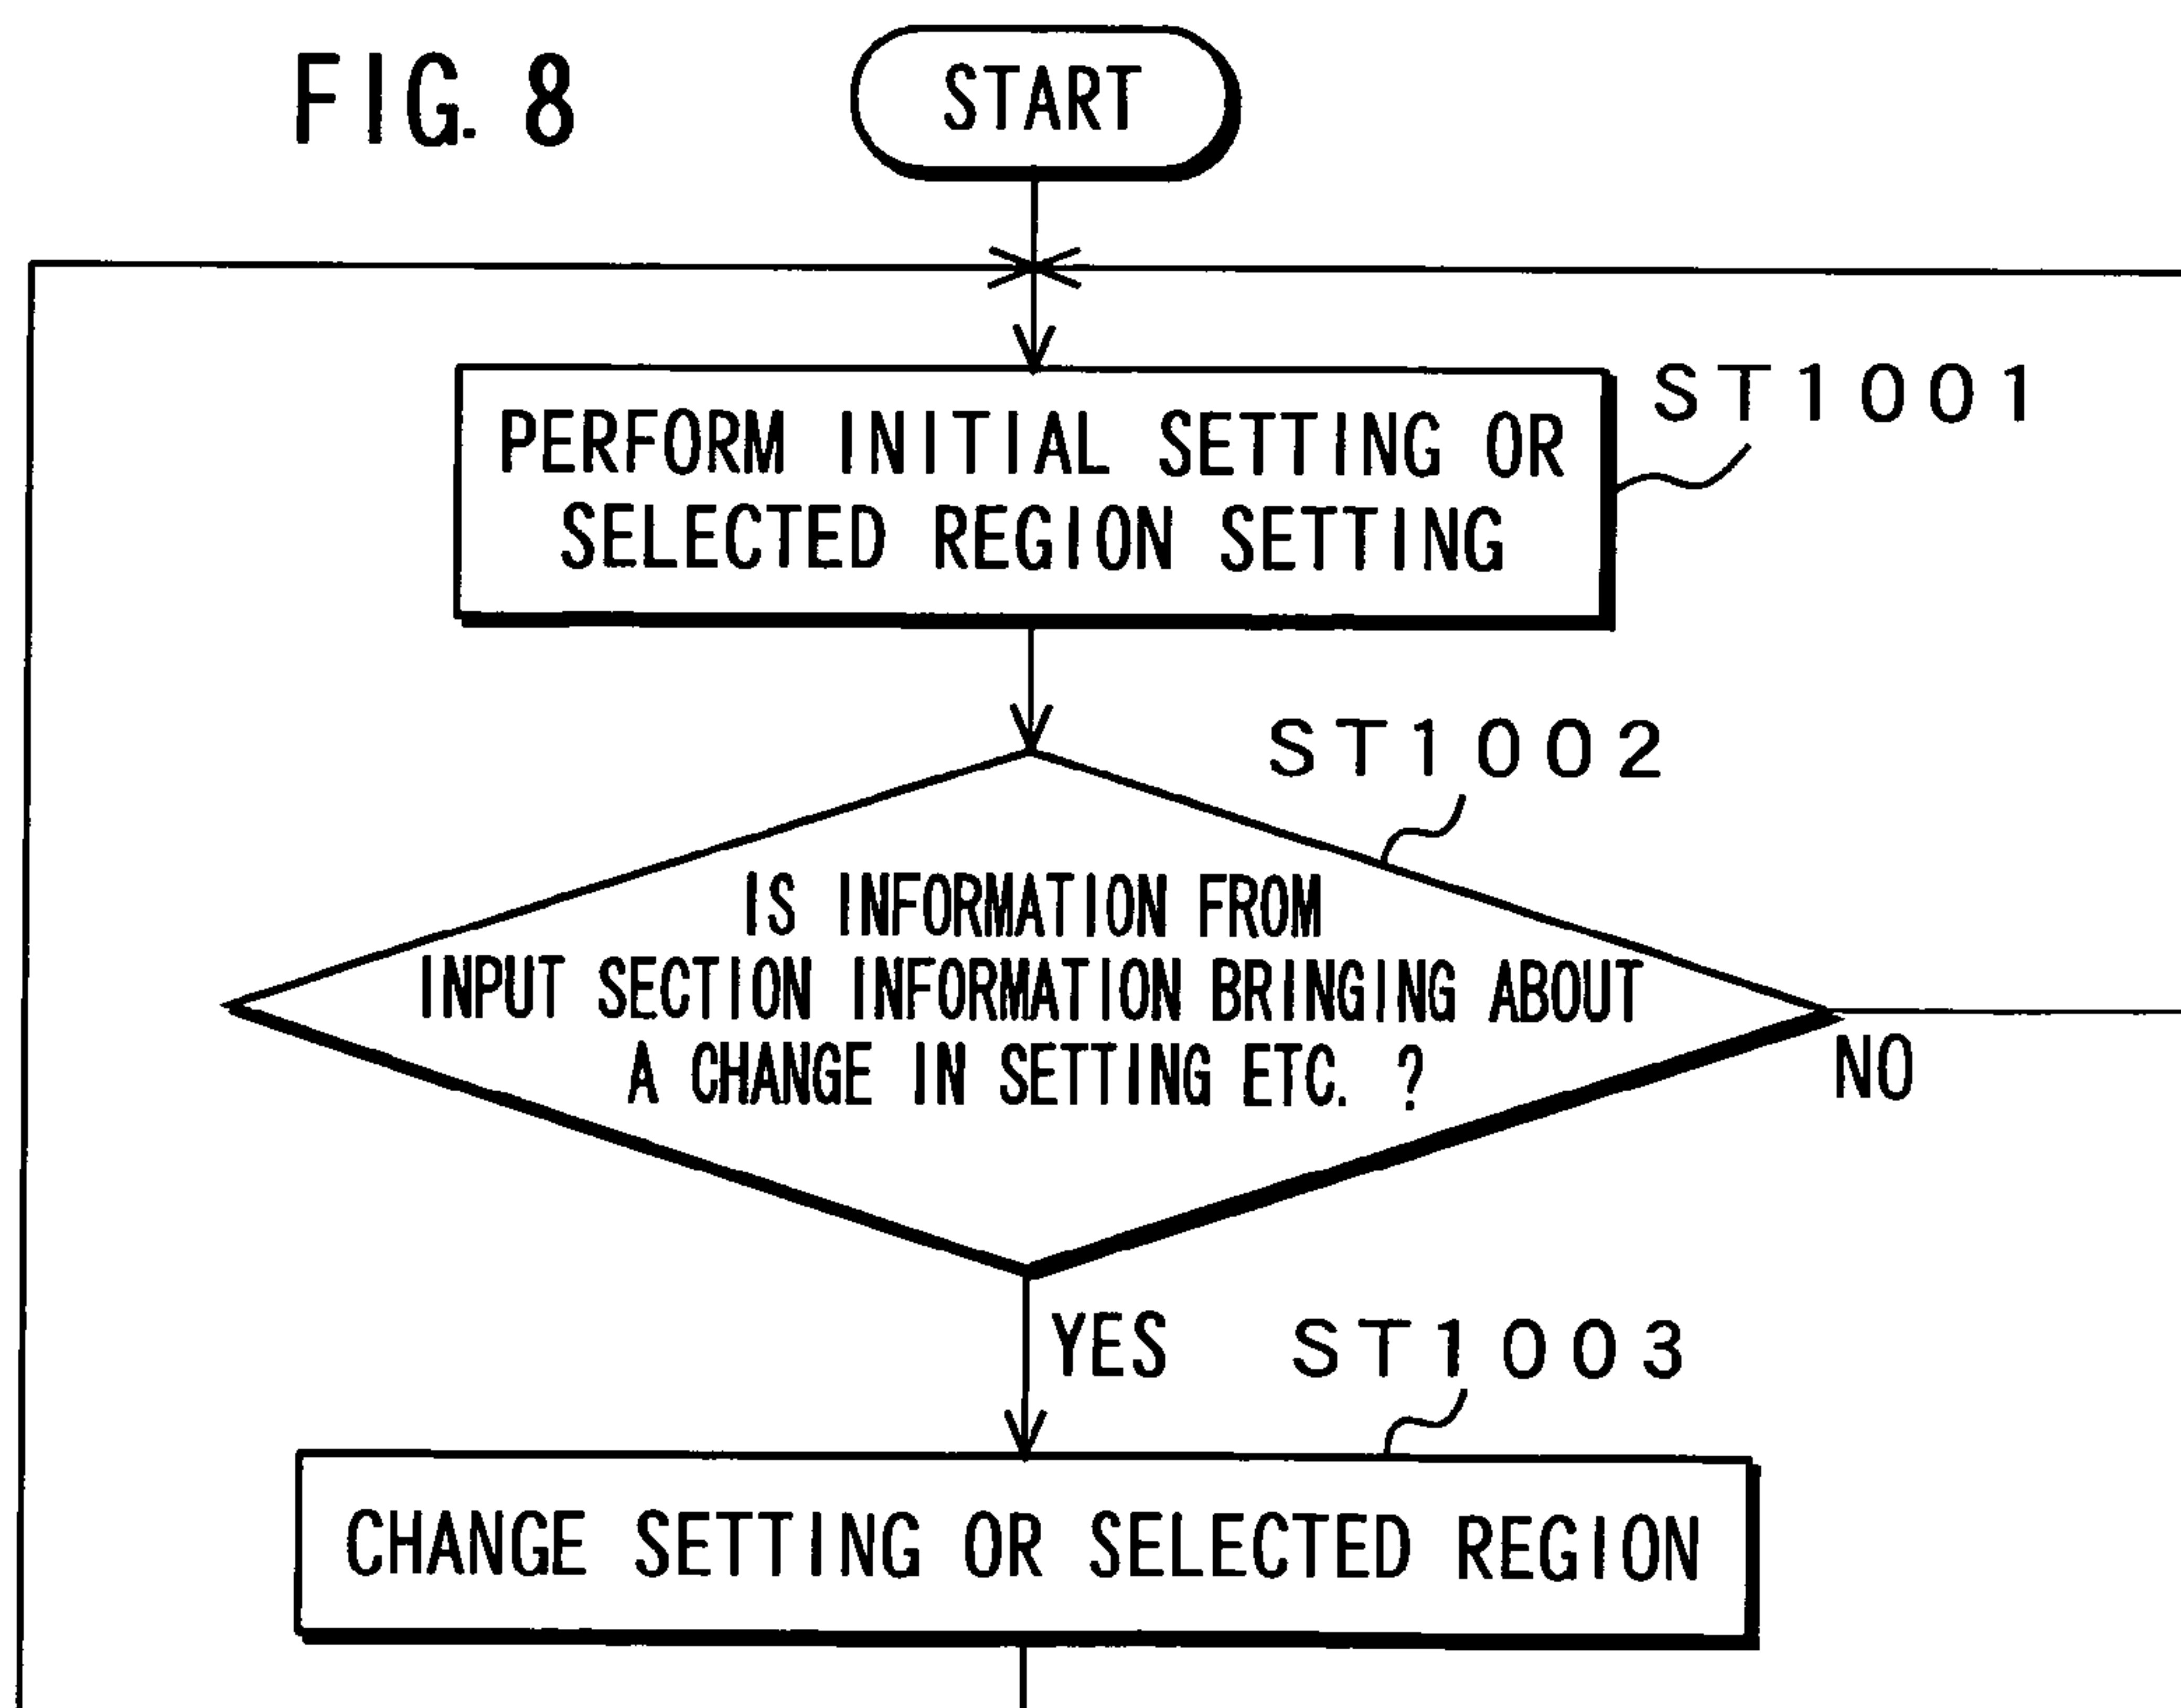 FIG. 8
START
ST1001
PERFORM INITIAL SETTING OR
SELECTED REGION SETTING
ST1002
IS INFORMATION FROM
INPUT SECTION INFORMATION BRINGING ABOUT
A CHANGE IN SETTING ETC. ?
NO
YES
ST1003
CHANGE SETTING OR SELECTED REGION